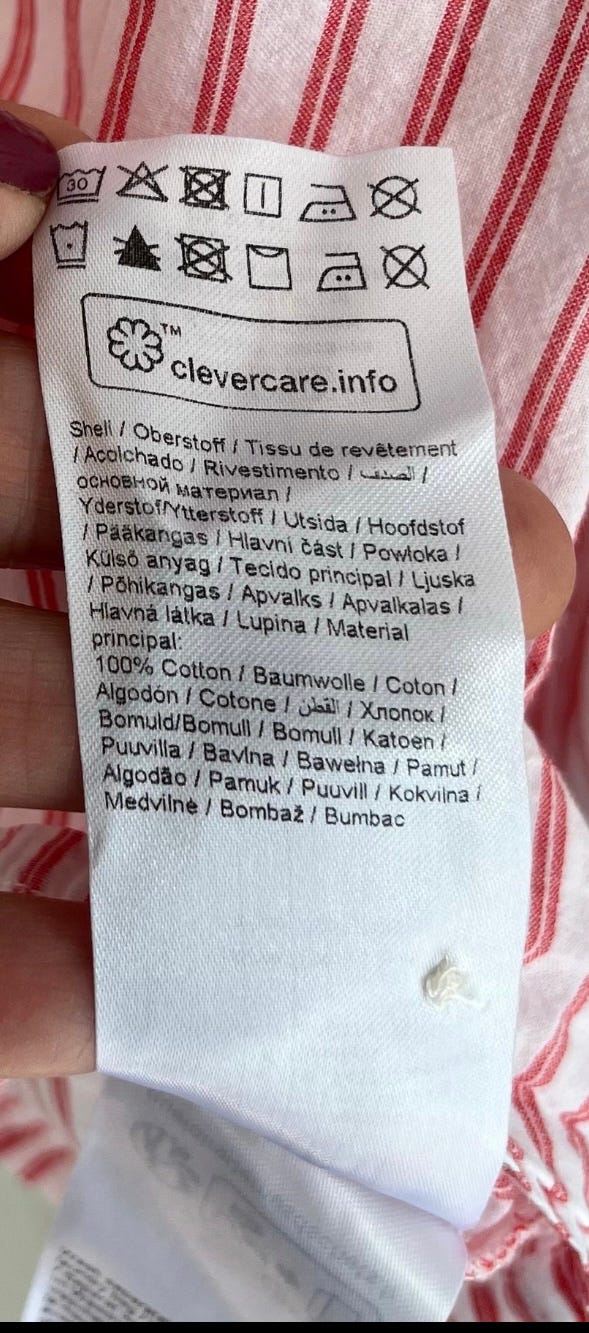 30
™
clevercare.info
Shell / Oberstoff / Tissu de revêtement
/ Acolchado / Rivestimento / الصدف /
основной материал /
Yderstof/Ytterstoff / Utsida / Hoofdstof
/ Pääkangas / Hlavní část / Powłoka /
Külső anyag / Tecido principal / Ljuska
/ Põhikangas / Apvalks / Apvalkalas /
Hlavná látka / Lupina / Material
principal:
100% Cotton / Baumwolle / Coton /
Algodón / Cotone / القطن / Хлопок /
Bomuld/Bomull / Bomull / Katoen /
Puuvilla / Bavlna / Bawełna / Pamut /
Algodão / Pamuk / Puuvill / Kokvilna /
Medvilnė / Bombaž / Bumbac